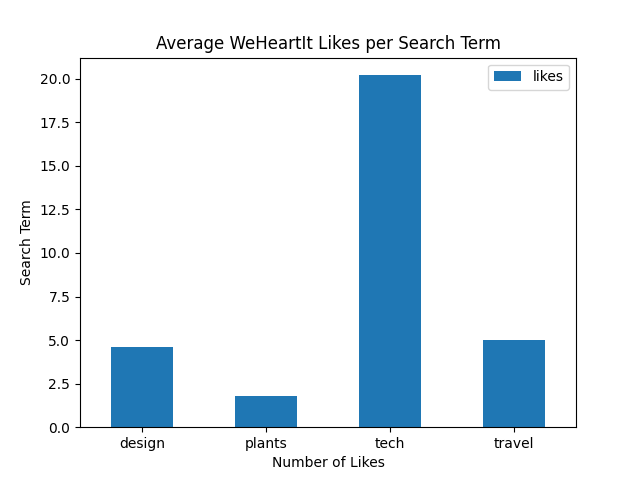 Average WeHeartIt Likes per Search Term
likes
20.0
17.5
15.0
12.5
10.0
7.5
5.0
2.5
0.0
Search Term
design plants tech travel
Number of Likes